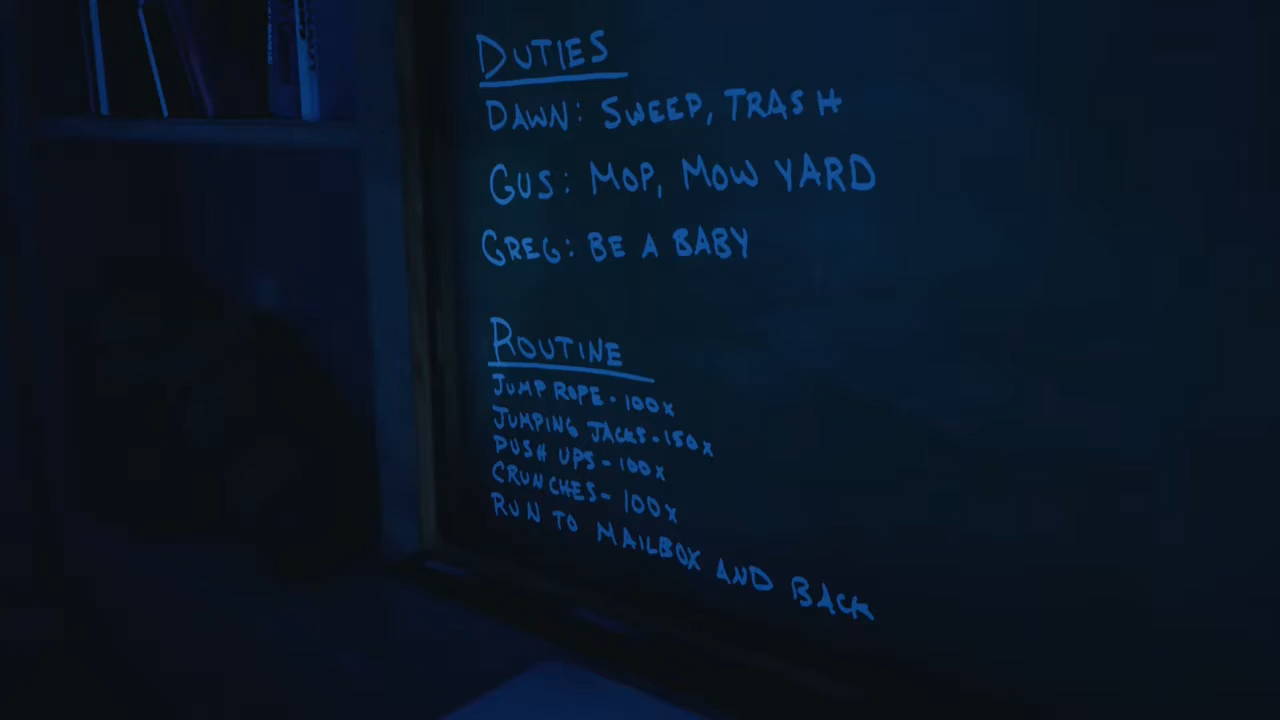 DUTIES
DAWN: SWEEP, TRASH
GUS: MOP, MOW YARD
GREG: BE A BABY
ROUTINE
JUMP ROPE - 100X
JUMPING JACKS - 150X
PUSH UPS - 100X
CRUNCHES - 100X
RUN TO MAILBOX AND BACK